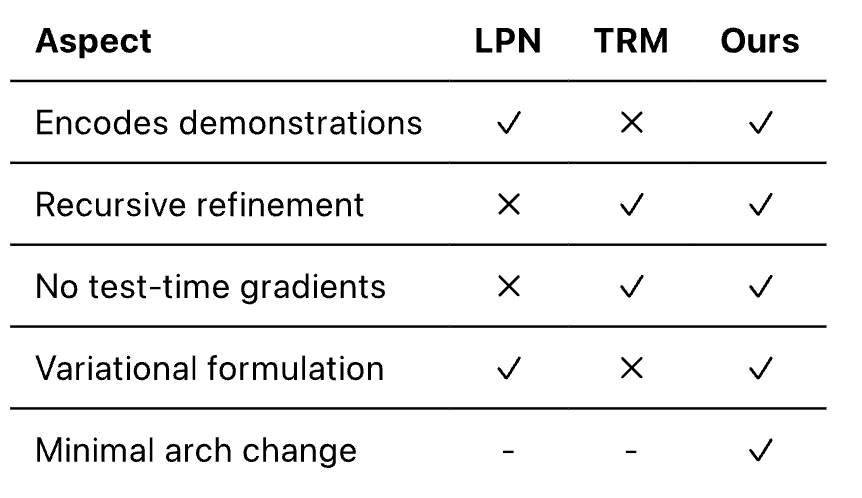 Aspect LPN TRM Ours
Encodes demonstrations ✓ ✕ ✓
Recursive refinement ✕ ✓ ✓
No test-time gradients ✕ ✓ ✓
Variational formulation ✓ ✕ ✓
Minimal arch change - - ✓